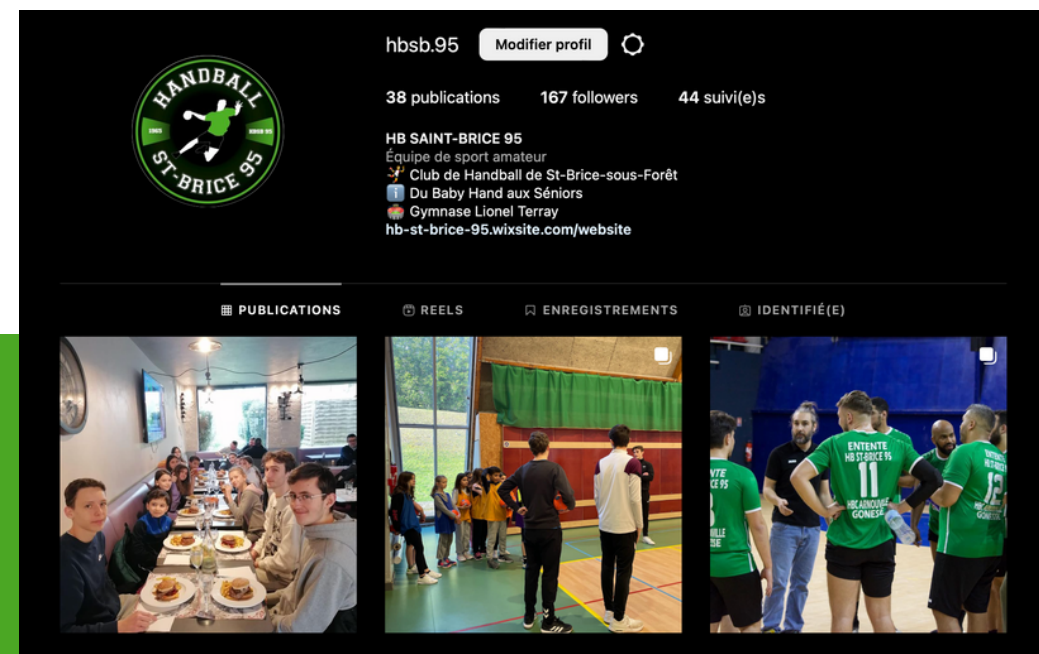 hbsb.95 Modifier profil
38 publications 167 followers 44 suivi(e)s
HB SAINT-BRICE 95
Équipe de sport amateur
🤾 Club de Handball de St-Brice-sous-Forêt
ℹ️ Du Baby Hand aux Séniors
🏟️ Gymnase Lionel Terray
hb-st-brice-95.wixsite.com/website
HANDBALL
1965 HBSB 95
ST-BRICE 95
PUBLICATIONS REELS ENREGISTREMENTS IDENTIFIÉ(E)
ENTENTE
HB ST-BRICE 95
11
HBC ARNOUVILLE
GONESSE
12